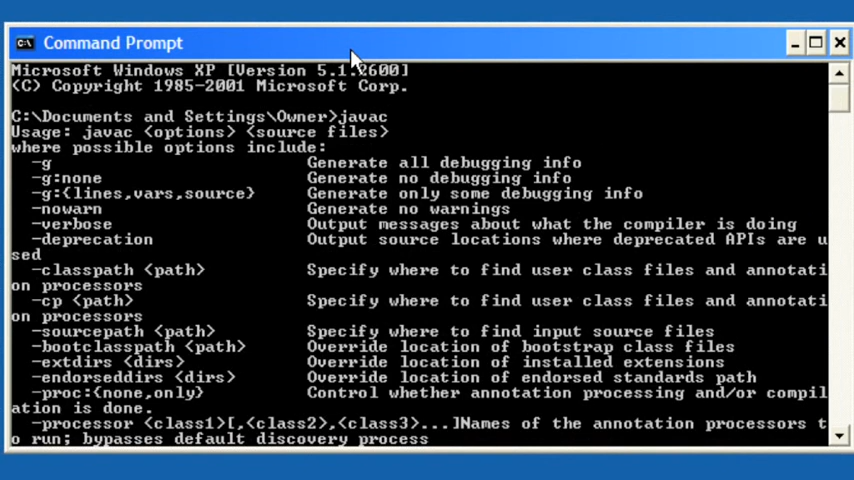 Command Prompt
Microsoft Windows XP [Version 5.1.2600]
(C) Copyright 1985-2001 Microsoft Corp.
C:\Documents and Settings\Owner>javac
Usage: javac <options> <source files>
where possible options include:
  -g                         Generate all debugging info
  -g:none                    Generate no debugging info
  -g:{lines,vars,source}     Generate only some debugging info
  -nowarn                    Generate no warnings
  -verbose                   Output messages about what the compiler is doing
  -deprecation               Output source locations where deprecated APIs are u
sed
  -classpath <path>          Specify where to find user class files and annotati
on processors
  -cp <path>                 Specify where to find user class files and annotati
on processors
  -sourcepath <path>         Specify where to find input source files
  -bootclasspath <path>      Override location of bootstrap class files
  -extdirs <dirs>            Override location of installed extensions
  -endorseddirs <dirs>       Override location of endorsed standards path
  -proc:{none,only}          Control whether annotation processing and/or compil
ation is done.
  -processor <class1>[,<class2>,<class3>...]Names of the annotation processors t
o run; bypasses default discovery process